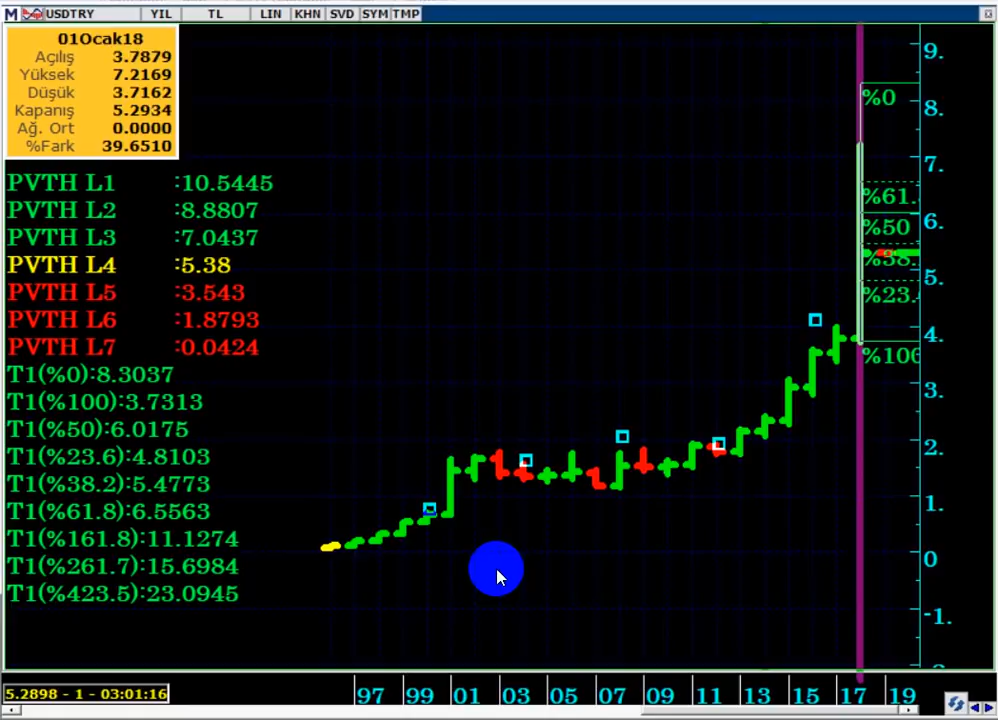 M USDTRY YIL TL LIN KHN SVD SYM TMP
01Ocak18
Açılış 3.7879
Yüksek 7.2169
Düşük 3.7162
Kapanış 5.2934
Ağ. Ort 0.0000
%Fark 39.6510
PVTH L1 :10.5445
PVTH L2 :8.8807
PVTH L3 :7.0437
PVTH L4 :5.38
PVTH L5 :3.543
PVTH L6 :1.8793
PVTH L7 :0.0424
T1(%0):8.3037
T1(%100):3.7313
T1(%50):6.0175
T1(%23.6):4.8103
T1(%38.2):5.4773
T1(%61.8):6.5563
T1(%161.8):11.1274
T1(%261.7):15.6984
T1(%423.5):23.0945
%0
%61.
%50
%38.
%23.
%100
9.
8.
7.
6.
5.
4.
3.
2.
1.
0
-1.
5.2898 - 1 - 03:01:16
97 99 01 03 05 07 09 11 13 15 17 19